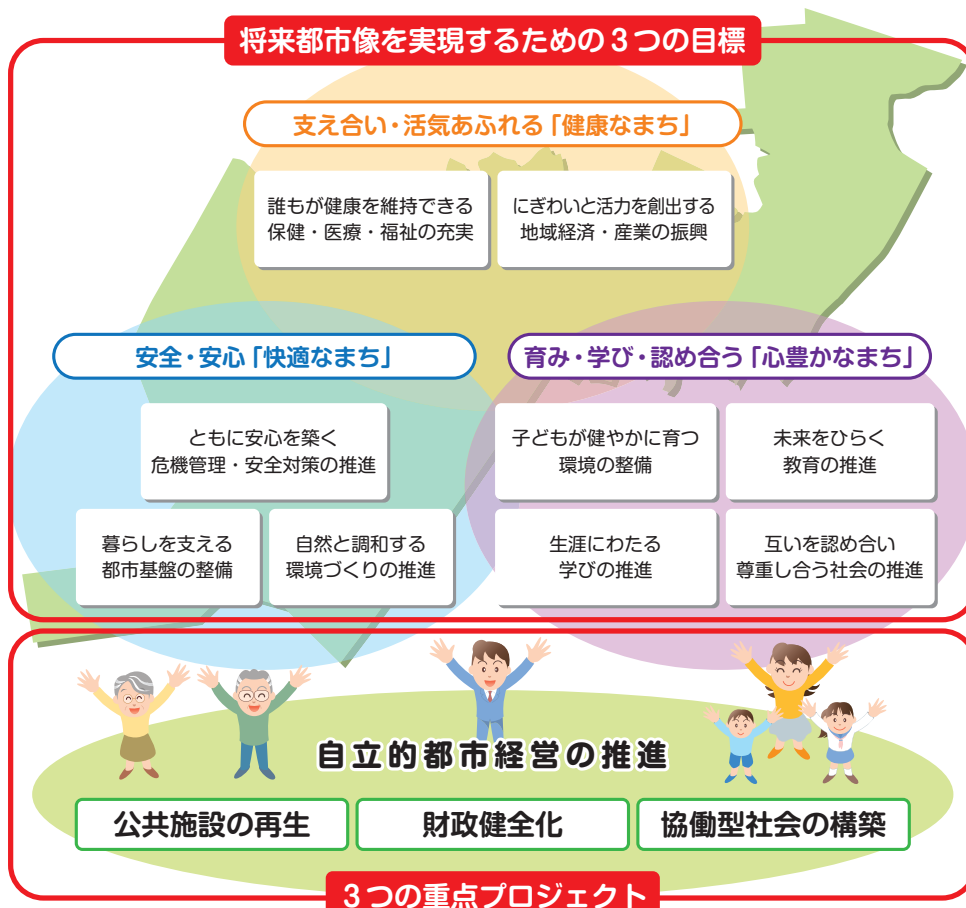 将来都市像を実現するための3つの目標
支え合い・活気あふれる「健康なまち」
誰もが健康を維持できる
保健・医療・福祉の充実
にぎわいと活力を創出する
地域経済・産業の振興
安全・安心「快適なまち」
ともに安心を築く
危機管理・安全対策の推進
暮らしを支える
都市基盤の整備
自然と調和する
環境づくりの推進
育み・学び・認め合う「心豊かなまち」
子どもが健やかに育つ
環境の整備
未来をひらく
教育の推進
生涯にわたる
学びの推進
互いを認め合い
尊重し合う社会の推進
自立的都市経営の推進
公共施設の再生
財政健全化
協働型社会の構築
3つの重点プロジェクト